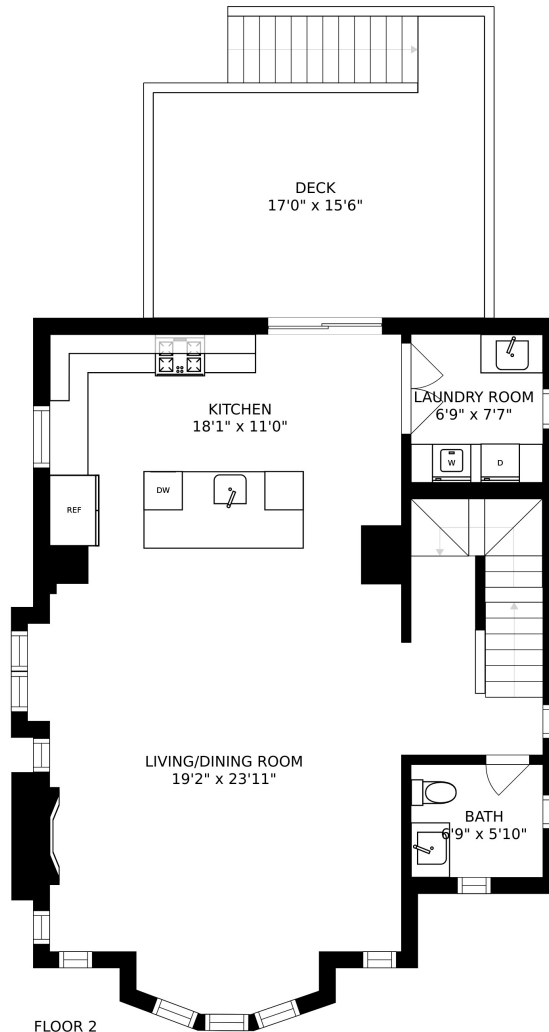 DECK
17'0" x 15'6"
KITCHEN
18'1" x 11'0"
LAUNDRY ROOM
6'9" x 7'7"
W
D
DW
REF
LIVING/DINING ROOM
19'2" x 23'11"
BATH
6'9" x 5'10"
FLOOR 2